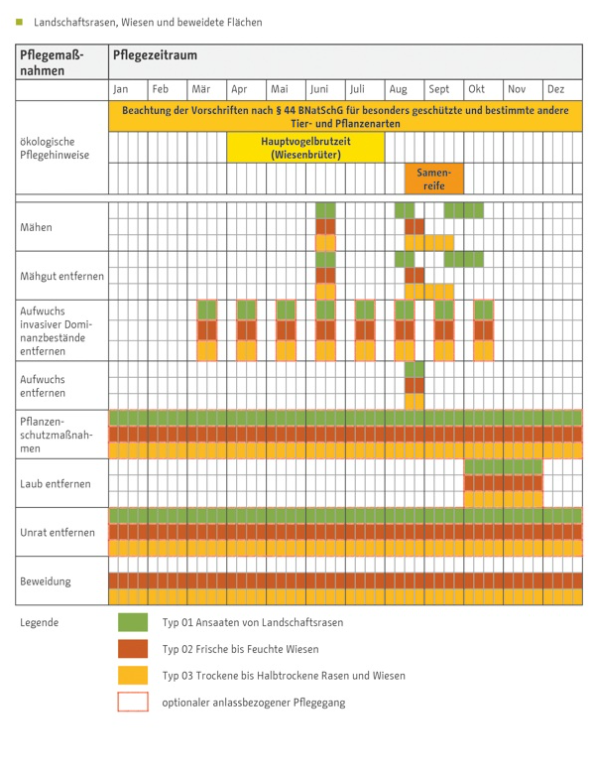 Landschaftsrasen, Wiesen und beweidete Flächen
Pflegemaß-
nahmen
Pflegezeitraum
Jan Feb Mär Apr Mai Juni Juli Aug Sept Okt Nov Dez
ökologische
Pflegehinweise
Beachtung der Vorschriften nach § 44 BNatSchG für besonders geschützte und bestimmte andere
Tier- und Pflanzenarten
Hauptvogelbrutzeit
(Wiesenbrüter)
Samen-
reife
Mähen
Mähgut entfernen
Aufwuchs
invasiver Domi-
nanzbestände
entfernen
Aufwuchs
entfernen
Pflanzen-
schutzmaßnah-
men
Laub entfernen
Unrat entfernen
Beweidung
Legende
Typ 01 Ansaaten von Landschaftsrasen
Typ 02 Frische bis Feuchte Wiesen
Typ 03 Trockene bis Halbtrockene Rasen und Wiesen
optionaler anlassbezogener Pflegegang